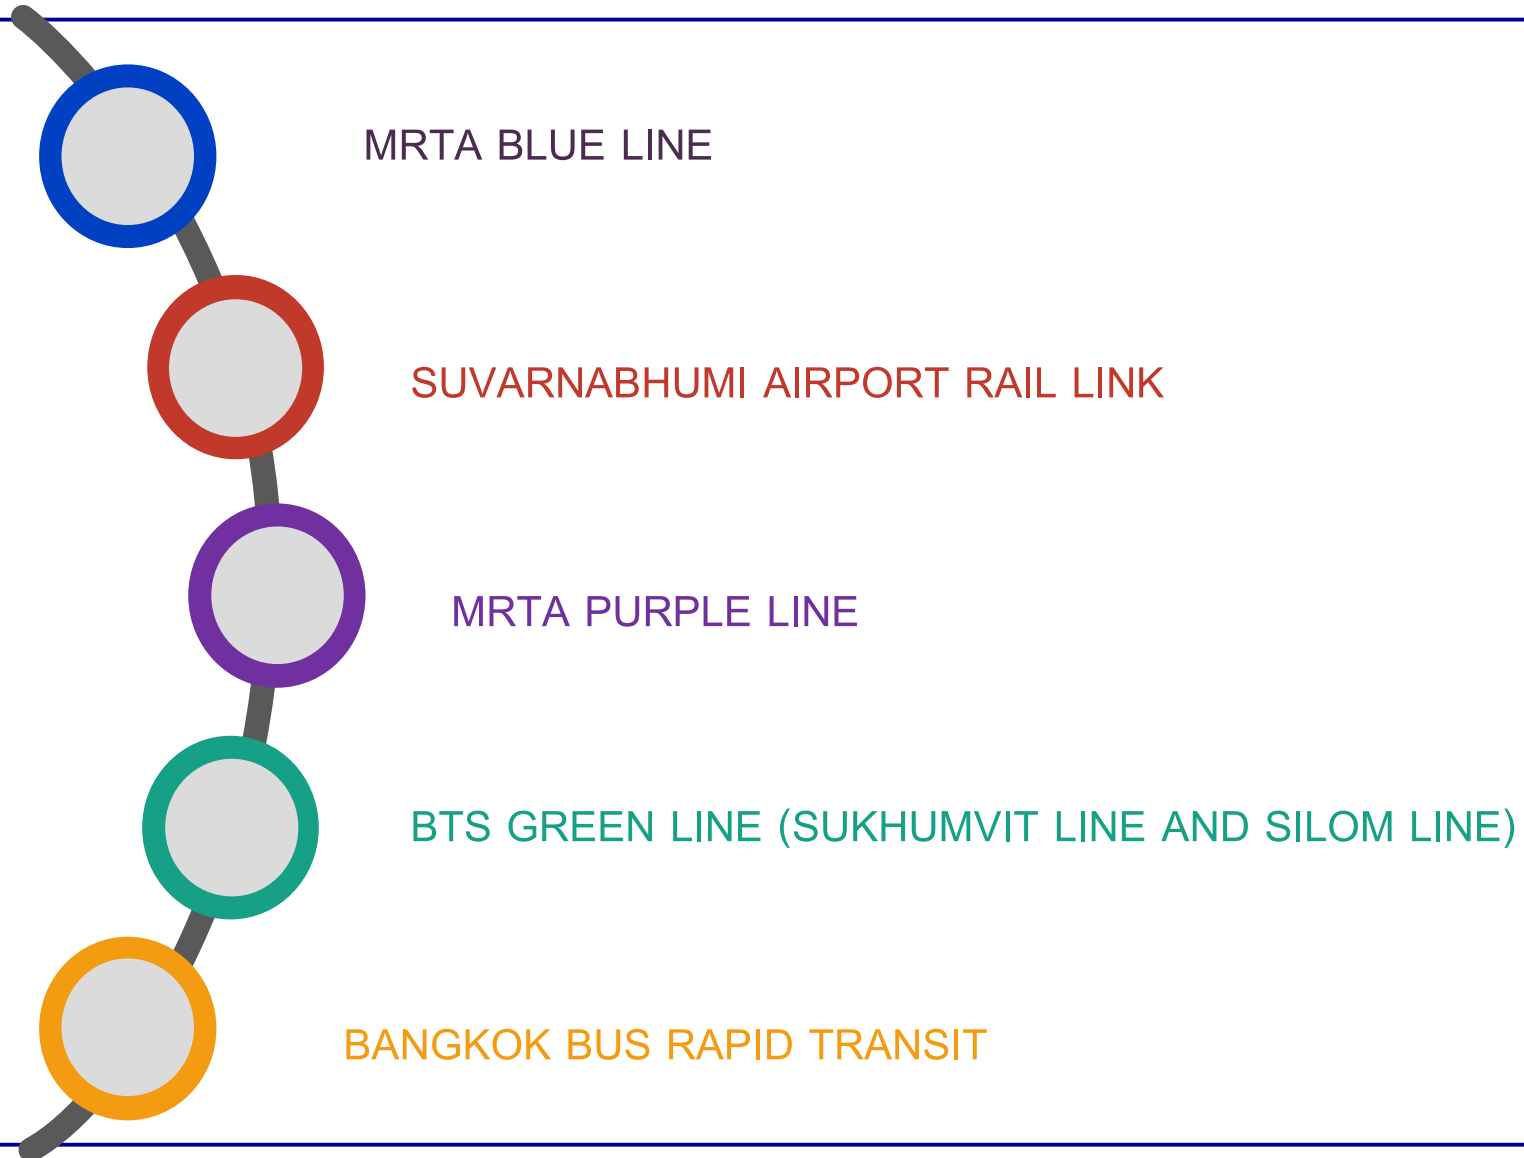 MRTA BLUE LINE
SUVARNABHUMI AIRPORT RAIL LINK
MRTA PURPLE LINE
BTS GREEN LINE (SUKHUMVIT LINE AND SILOM LINE)
BANGKOK BUS RAPID TRANSIT